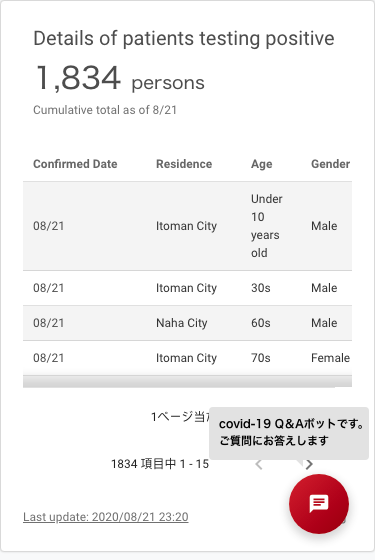 Details of patients testing positive
1,834 persons
Cumulative total as of 8/21
Confirmed Date Residence Age Gender
08/21 Itoman City Under 10 years old Male
08/21 Itoman City 30s Male
08/21 Naha City 60s Male
08/21 Itoman City 70s Female
1ページ当
covid-19 Q&Aボットです。
ご質問にお答えします
1834 項目中 1 - 15
Last update: 2020/08/21 23:20